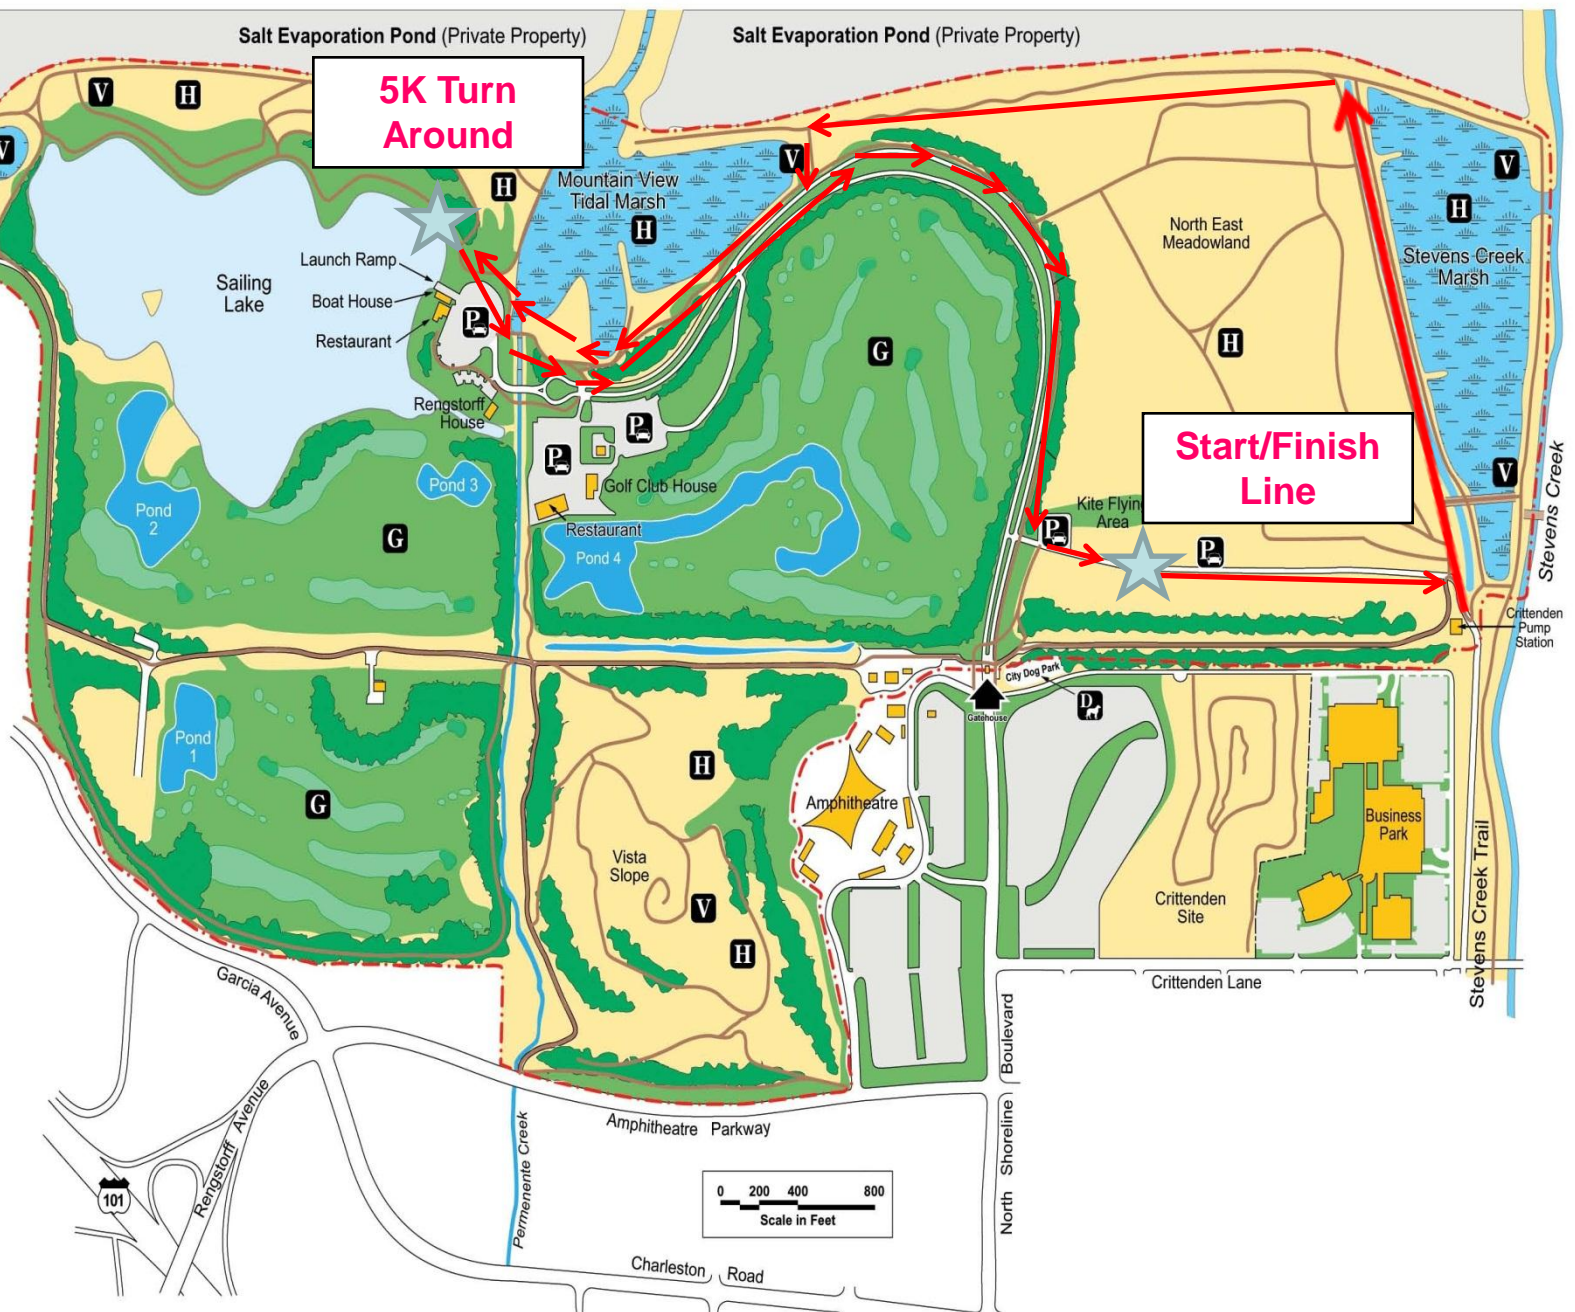 Salt Evaporation Pond (Private Property)
Salt Evaporation Pond (Private Property)
5K Turn
Around
V
H
V
H
V
V
Mountain View
Tidal Marsh
H
North East
Meadowland
H
Stevens Creek
Marsh
Launch Ramp
Boat House
Restaurant
Sailing
Lake
P
G
H
Rengstorff
House
P
P
Start/Finish
Line
V
Stevens Creek
Pond
2
Pond 3
Golf Club House
Restaurant
Kite Flying
Area
P
P
G
Pond 4
Crittenden
Pump
Station
City Dog Park
D
Gatehouse
Pond
1
H
G
Amphitheatre
Business
Park
Vista
Slope
V
H
Crittenden
Site
Stevens Creek Trail
Crittenden Lane
Garcia Avenue
North Shoreline Boulevard
Rengstorff Avenue
Amphitheatre Parkway
Permenente Creek
101
0 200 400 800
Scale in Feet
Charleston Road